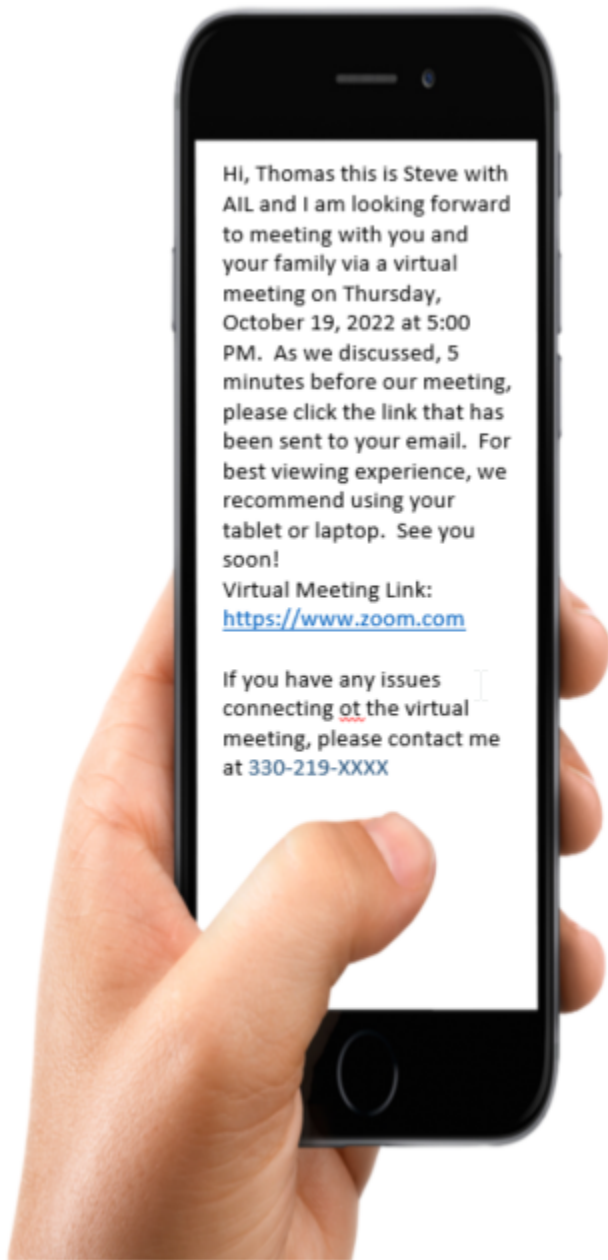 Hi, Thomas this is Steve with
AIL and I am looking forward
to meeting with you and
your family via a virtual
meeting on Thursday,
October 19, 2022 at 5:00
PM.  As we discussed, 5
minutes before our meeting,
please click the link that has
been sent to your email.  For
best viewing experience, we
recommend using your
tablet or laptop.  See you
soon!
Virtual Meeting Link:
https://www.zoom.com
If you have any issues
connecting ot the virtual
meeting, please contact me
at 330-219-XXXX